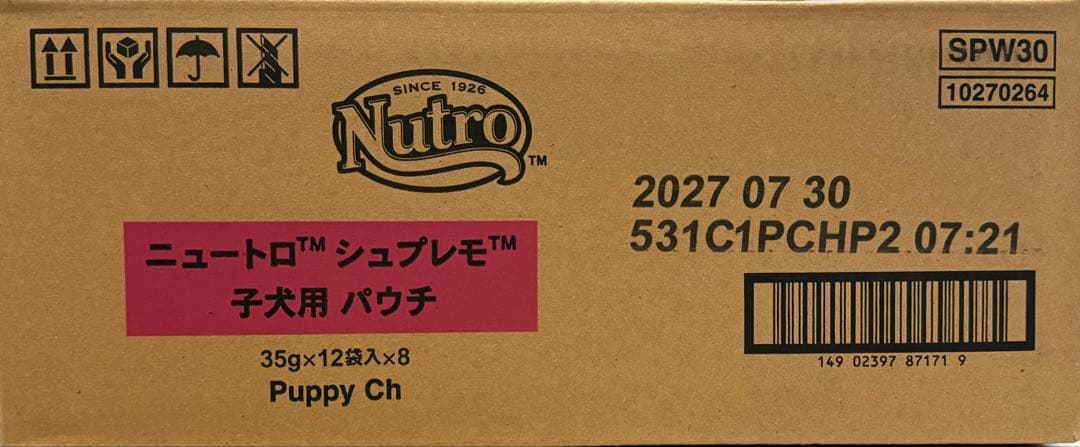 SPW30
10270264
SINCE 1926
Nutro™
2027 07 30
531C1PCHP2 07:21
ニュートロ™ シュプレモ™
子犬用 パウチ
35g×12袋入×8
Puppy Ch
149 02397 87171 9